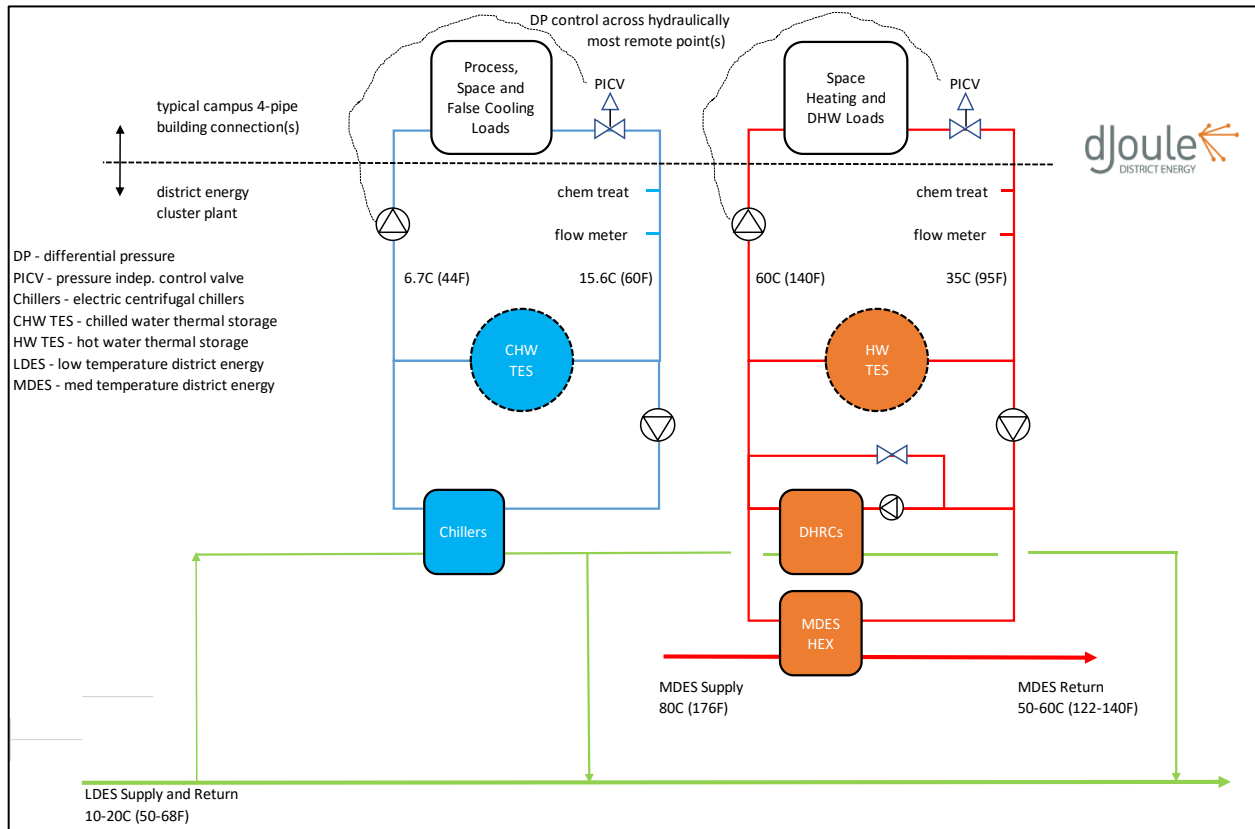 DP control across hydraulically
most remote point(s)
Process,
Space and
False Cooling
Loads
PICV
Space
Heating and
DHW Loads
PICV
typical campus 4-pipe
building connection(s)
dJoule
DISTRICT ENERGY
district energy
cluster plant
chem treat
flow meter
chem treat
flow meter
DP - differential pressure
PICV - pressure indep. control valve
Chillers - electric centrifugal chillers
CHW TES - chilled water thermal storage
HW TES - hot water thermal storage
LDES - low temperature district energy
MDES - med temperature district energy
6.7C (44F)
15.6C (60F)
60C (140F)
35C (95F)
CHW
TES
HW
TES
Chillers
DHRCs
MDES
HEX
MDES Supply
80C (176F)
MDES Return
50-60C (122-140F)
LDES Supply and Return
10-20C (50-68F)